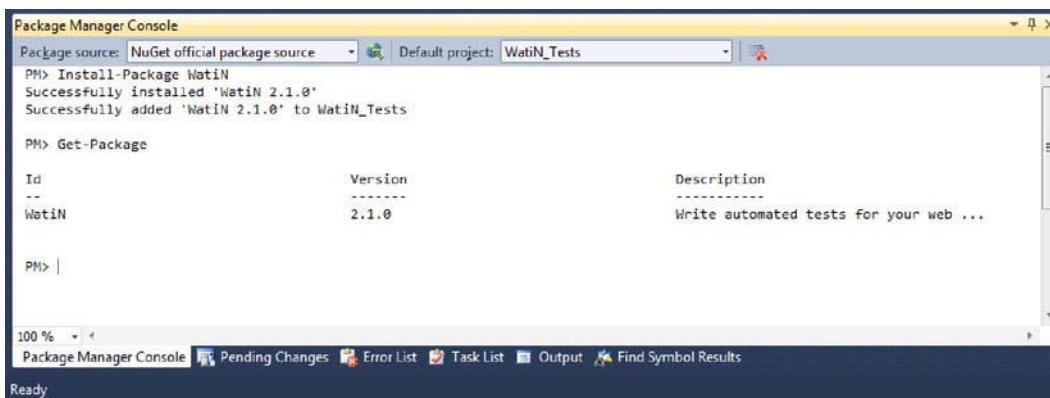 Package Manager Console
Package source: NuGet official package source Default project: WatiN_Tests
PM> Install-Package WatiN
Successfully installed 'WatiN 2.1.0'
Successfully added 'WatiN 2.1.0' to WatiN_Tests
PM> Get-Package
Id Version Description
-- ------- -----------
WatiN 2.1.0 Write automated tests for your web ...
PM>
100 %
Package Manager Console Pending Changes Error List Task List Output Find Symbol Results
Ready